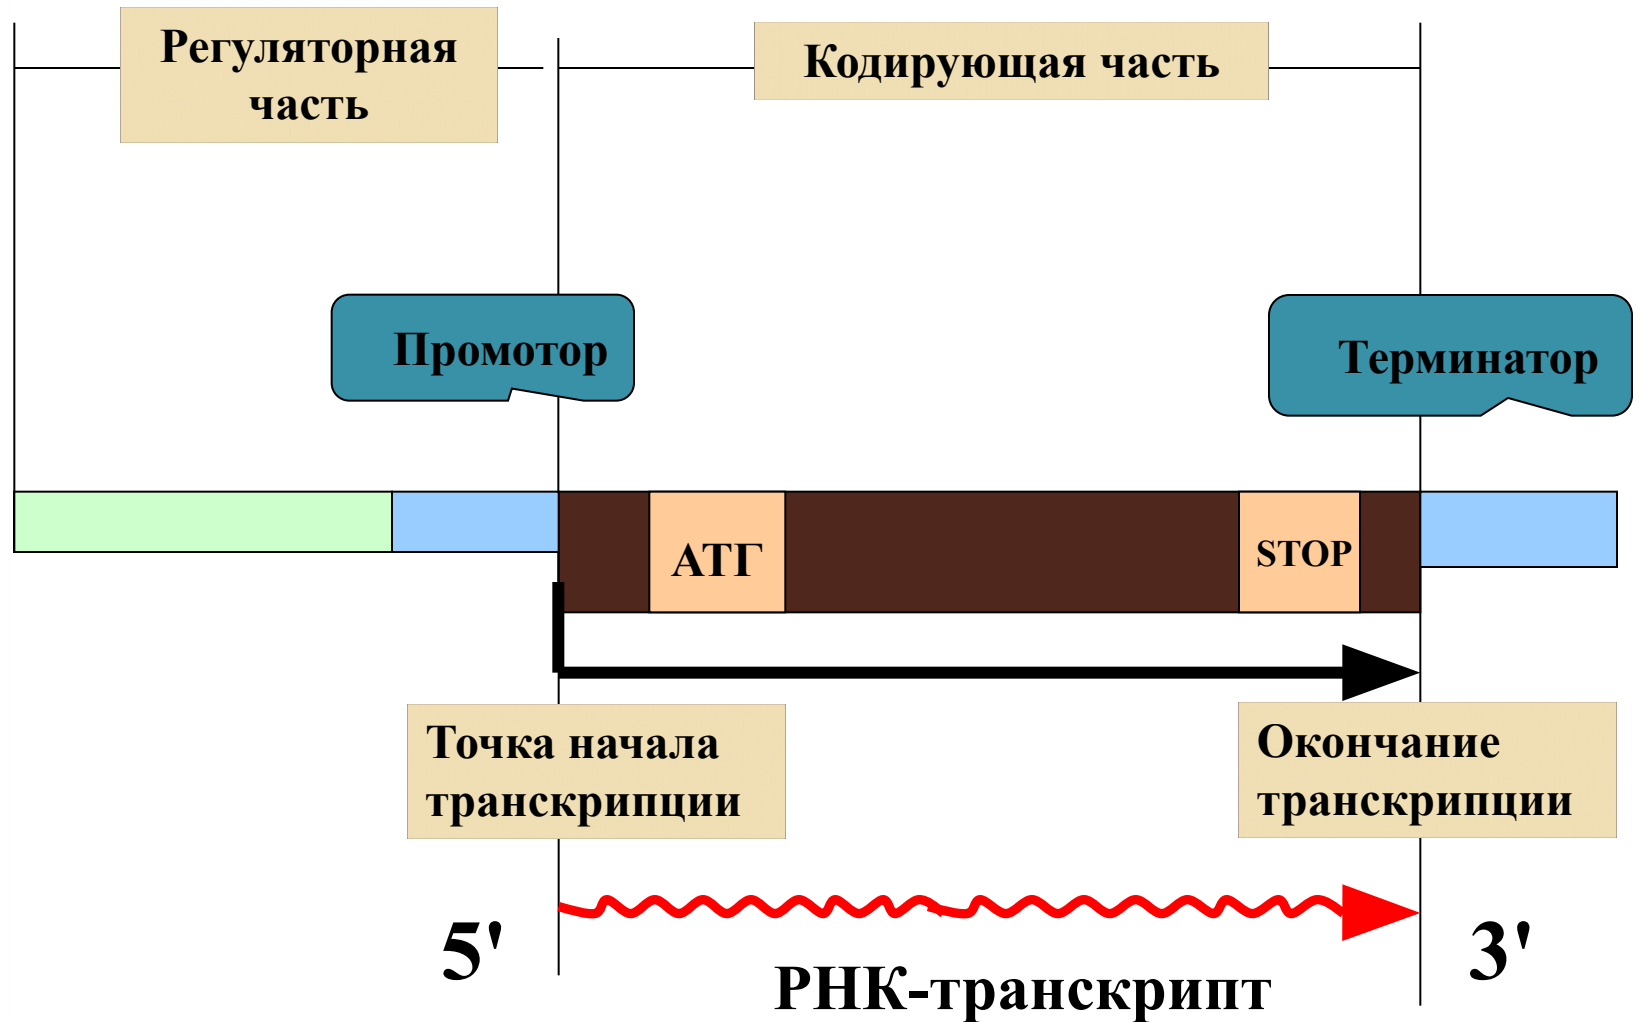 Регуляторная
часть
Кодирующая часть
Промотор
Терминатор
АТГ
STOP
Точка начала
транскрипции
Окончание
транскрипции
5'
3'
РНК-транскрипт